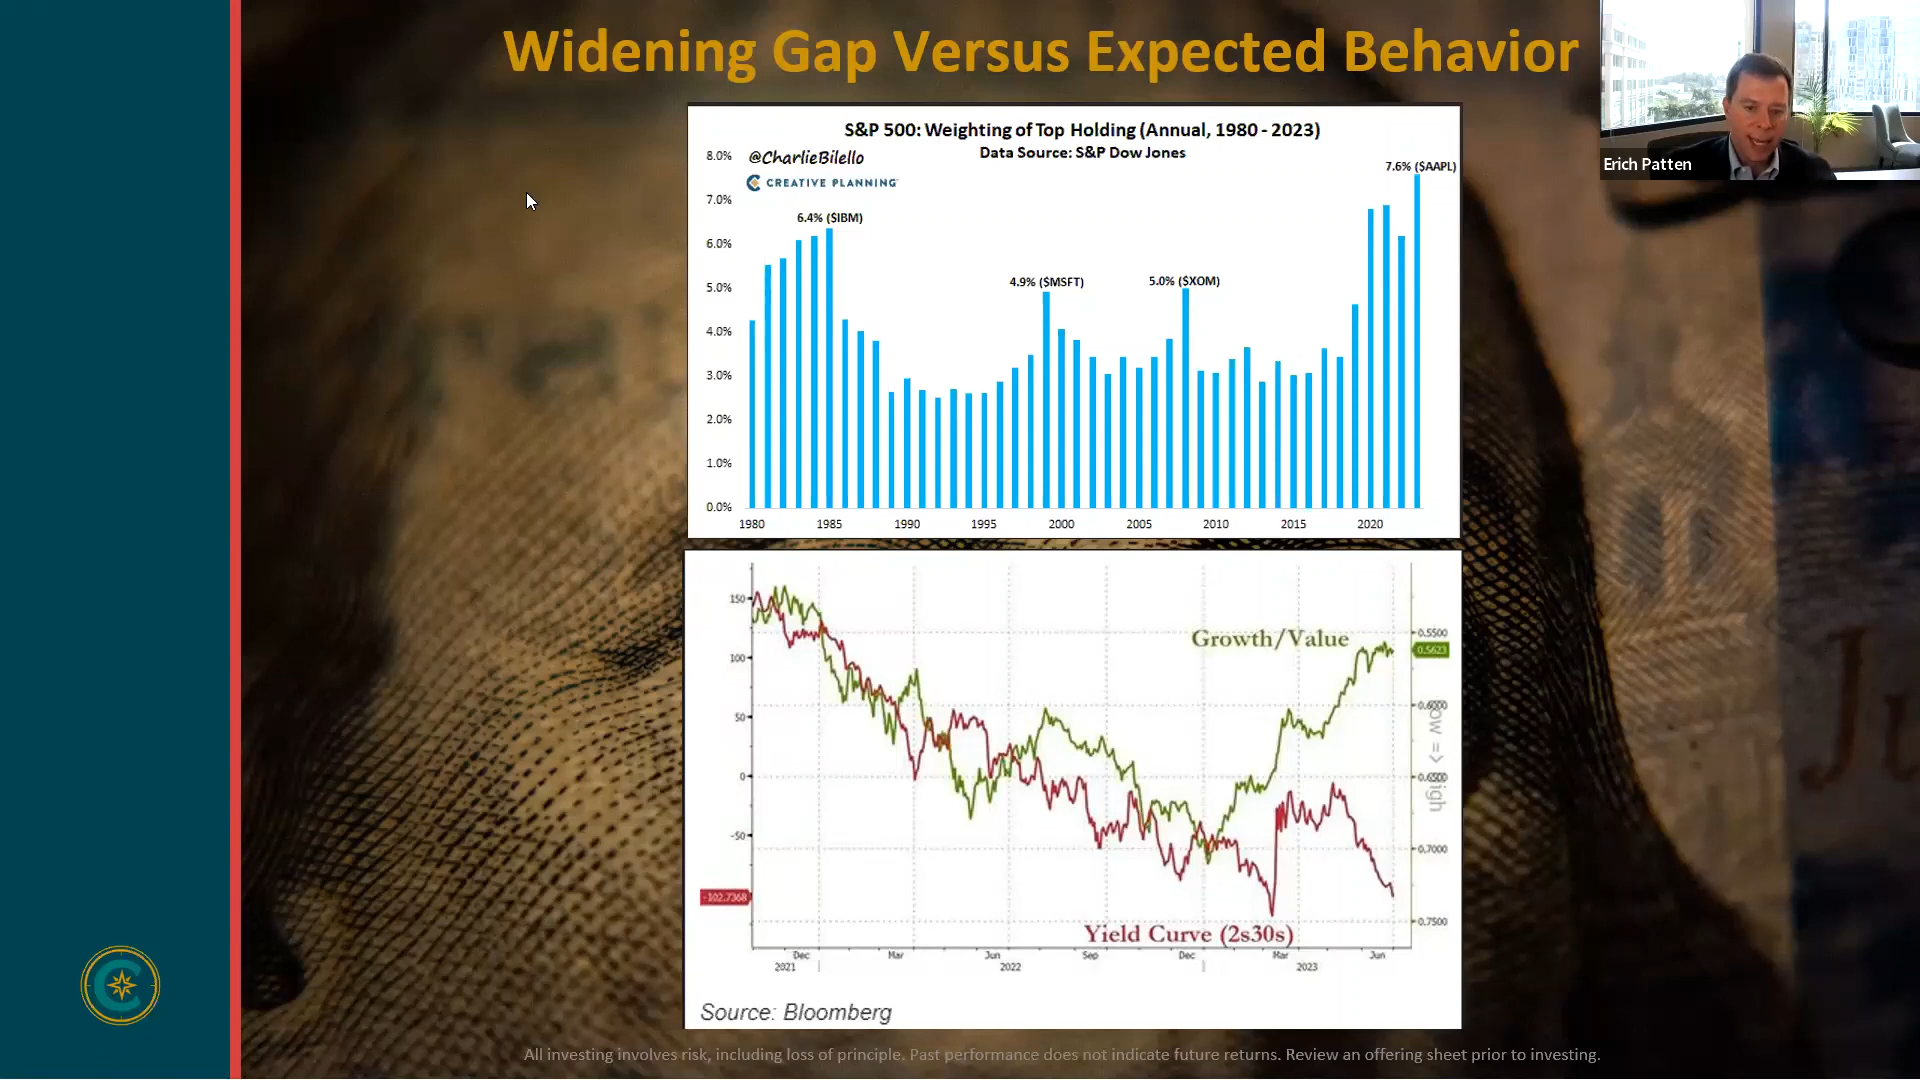 Widening Gap Versus Expected Behavior
Erich Patten
S&P 500: Weighting of Top Holding (Annual, 1980 - 2023)
Data Source: S&P Dow Jones
@CharlieBilello
CREATIVE PLANNING
8.0%
7.0%
6.0%
5.0%
4.0%
3.0%
2.0%
1.0%
0.0%
6.4% ($IBM)
4.9% ($MSFT)
5.0% ($XOM)
7.6% ($AAPL)
1980 1985 1990 1995 2000 2005 2010 2015 2020
150
100
50
0
-50
-102.7368
Growth/Value
Yield Curve (2s30s)
0.5500
0.5623
0.6000
0.6500
0.7000
0.7500
Dec Mar Jun Sep Dec Mar Jun
2021 2022 2023
Source: Bloomberg
All investing involves risk, including loss of principle. Past performance does not indicate future returns. Review an offering sheet prior to investing.